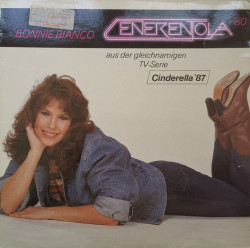 CENERENTOLA '80
BONNIE BIANCO
aus der gleichnamigen
TV-Serie
Cinderella '87